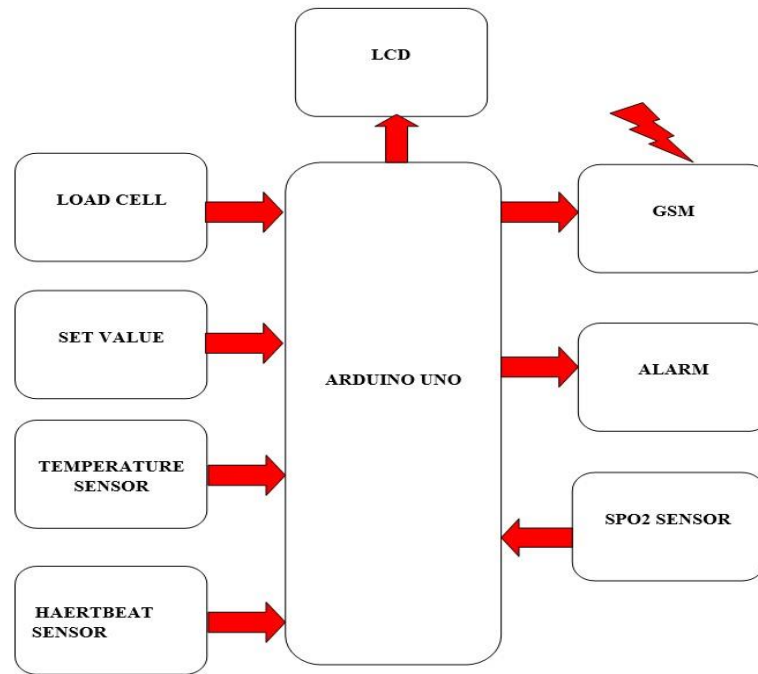 LCD
LOAD CELL
GSM
SET VALUE
ARDUINO UNO
ALARM
TEMPERATURE
SENSOR
SPO2 SENSOR
HAERTBEAT
SENSOR